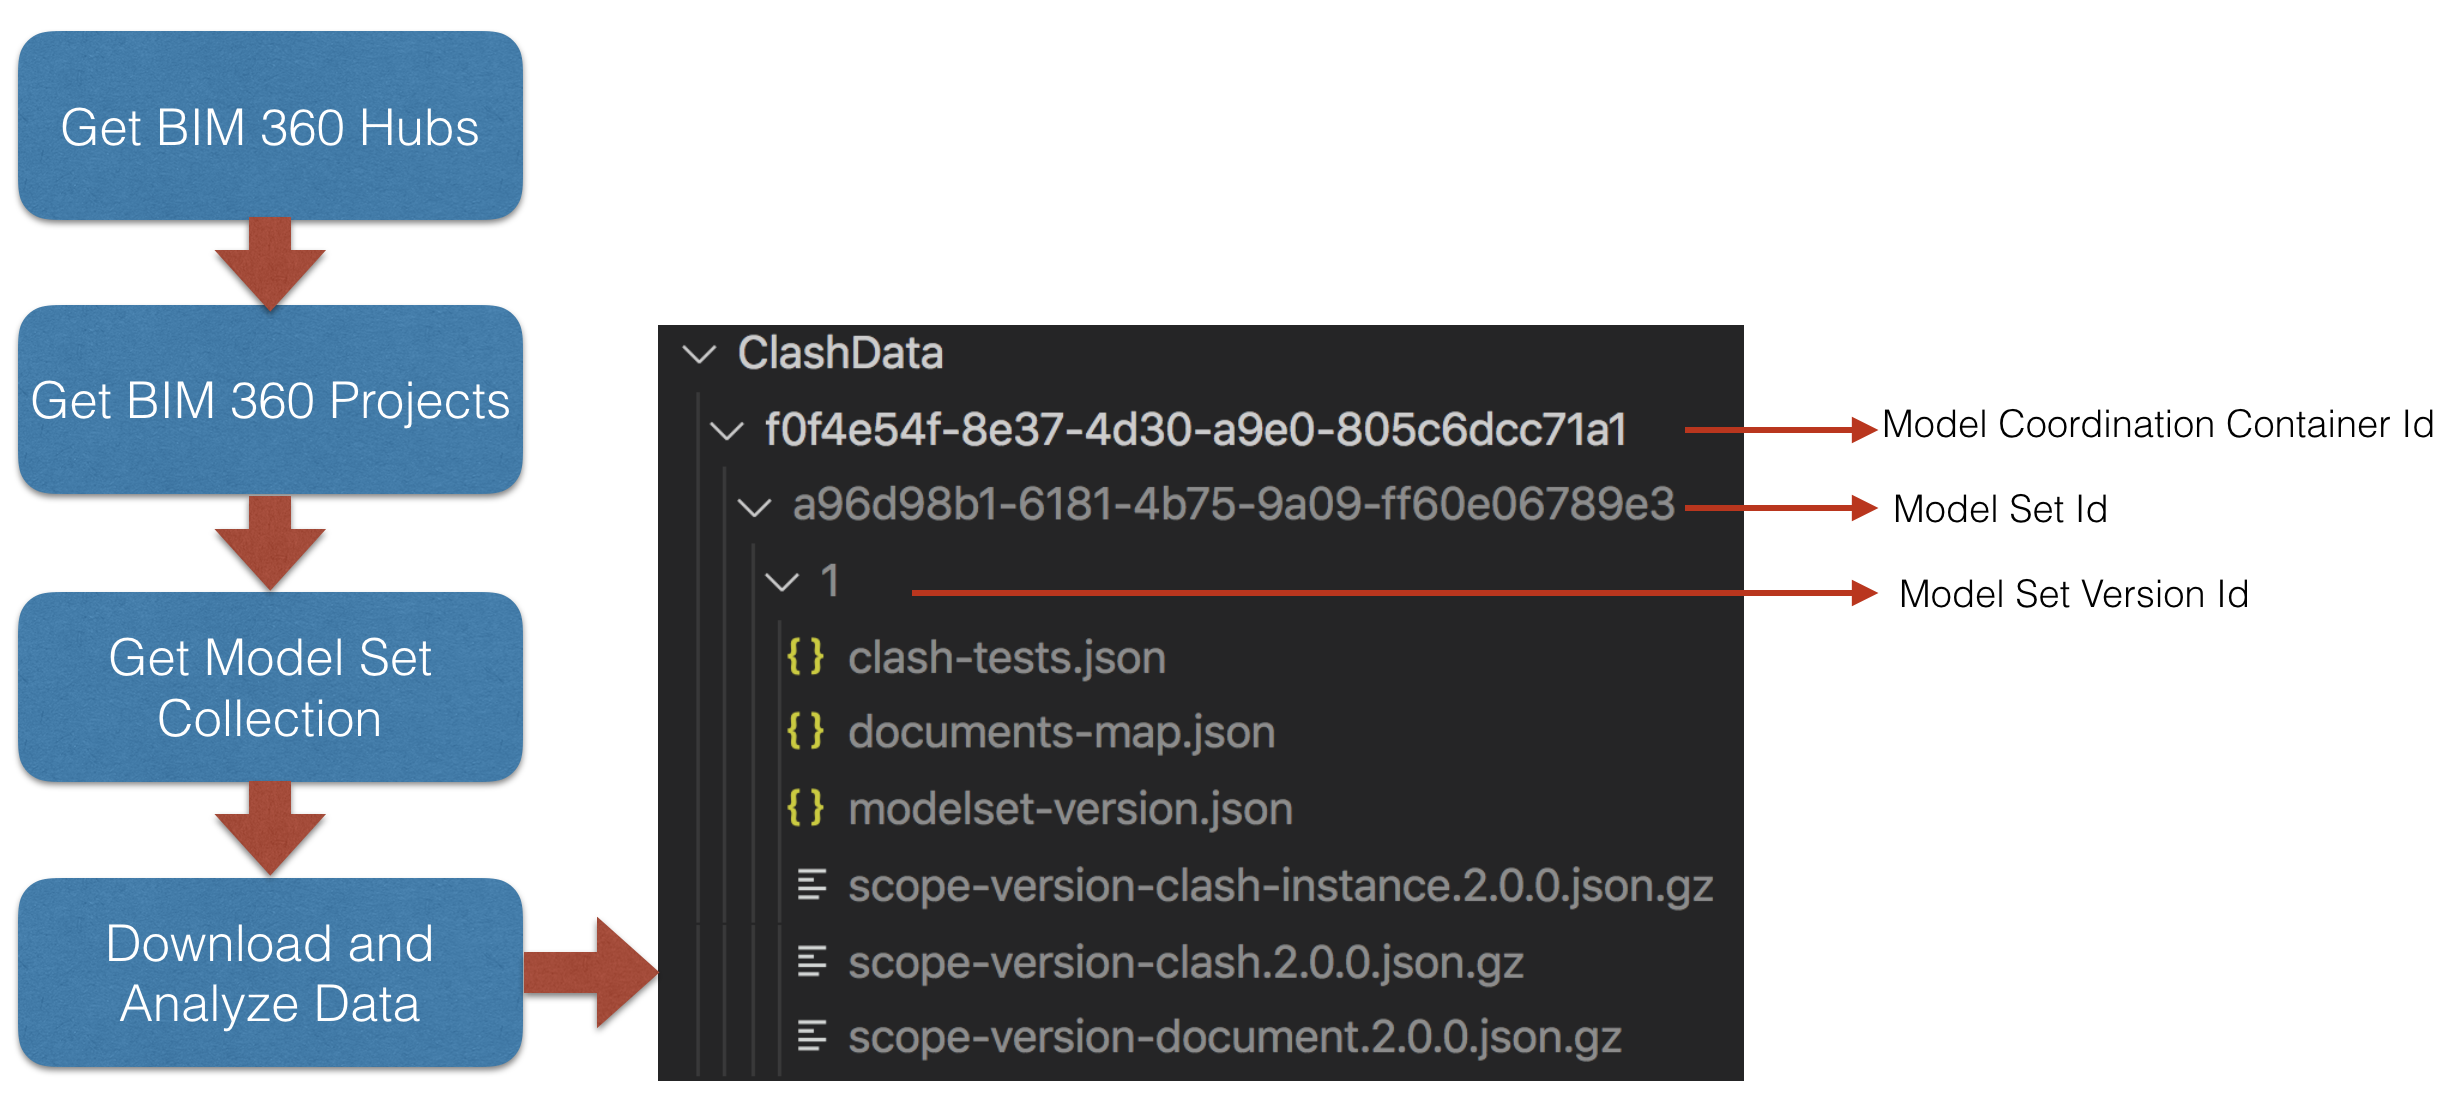 Get BIM 360 Hubs
Get BIM 360 Projects
Get Model Set
Collection
Download and
Analyze Data
ClashData
f0f4e54f-8e37-4d30-a9e0-805c6dcc71a1
Model Coordination Container Id
a96d98b1-6181-4b75-9a09-ff60e06789e3
Model Set Id
1
Model Set Version Id
{} clash-tests.json
{} documents-map.json
{} modelset-version.json
scope-version-clash-instance.2.0.0.json.gz
scope-version-clash.2.0.0.json.gz
scope-version-document.2.0.0.json.gz